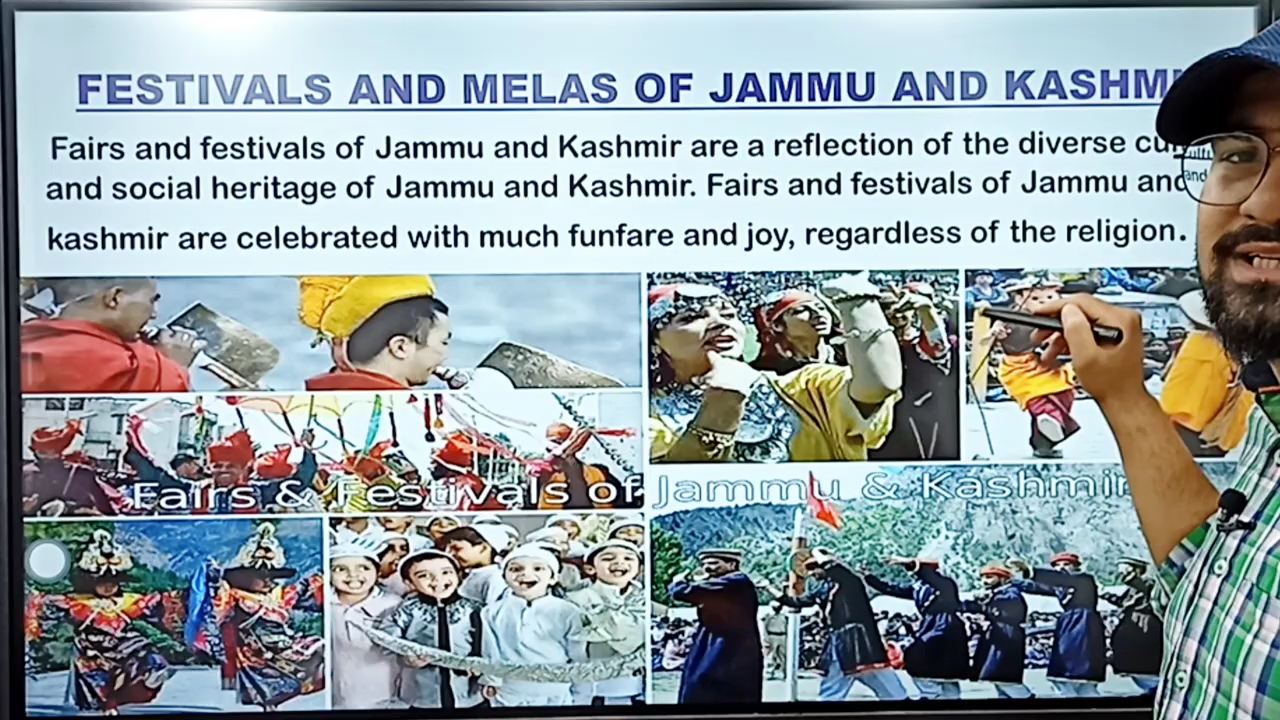 FESTIVALS AND MELAS OF JAMMU AND KASHM
Fairs and festivals of Jammu and Kashmir are a reflection of the diverse
and social heritage of Jammu and Kashmir. Fairs and festivals of Jammu and
kashmir are celebrated with much funfare and joy, regardless of the religion.
Fairs & Festivals of Jammu & Kashmir